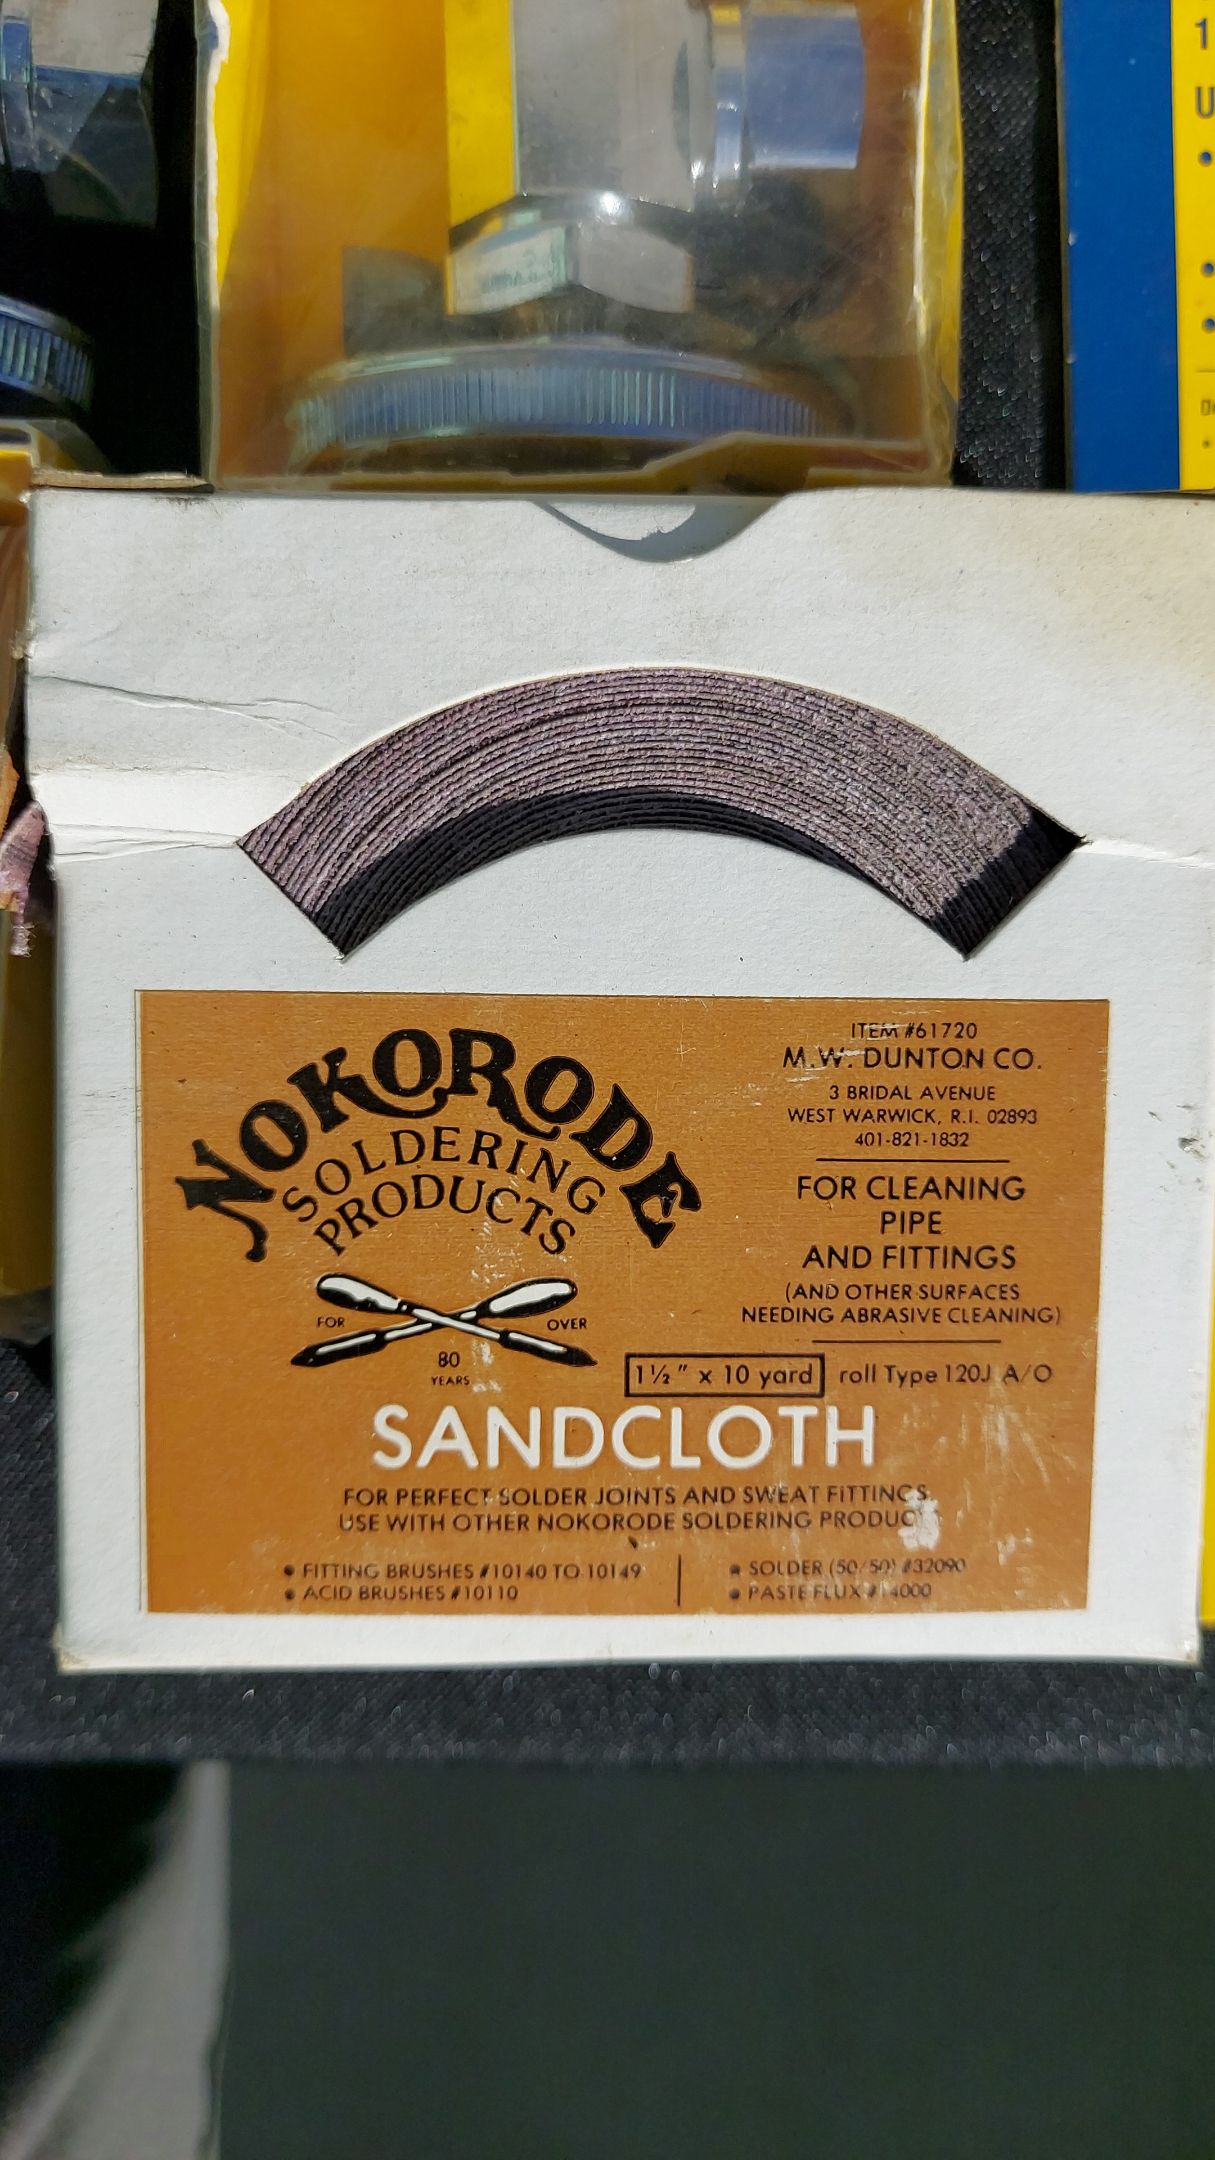 1
U
NOKORODE
SOLDERING
PRODUCTS
FOR OVER
80
YEARS
ITEM #61720
M.W. DUNTON CO.
3 BRIDAL AVENUE
WEST WARWICK, R.I. 02893
401-821-1832
FOR CLEANING
PIPE
AND FITTINGS
(AND OTHER SURFACES
NEEDING ABRASIVE CLEANING)
1½" x 10 yard roll Type 120J A/O
SANDCLOTH
FOR PERFECT SOLDER JOINTS AND SWEAT FITTINGS
USE WITH OTHER NOKORODE SOLDERING PRODUC
• FITTING BRUSHES #10140 TO 10149
• ACID BRUSHES #10110
• SOLDER (50/50) #32090
• PASTE FLUX #14000